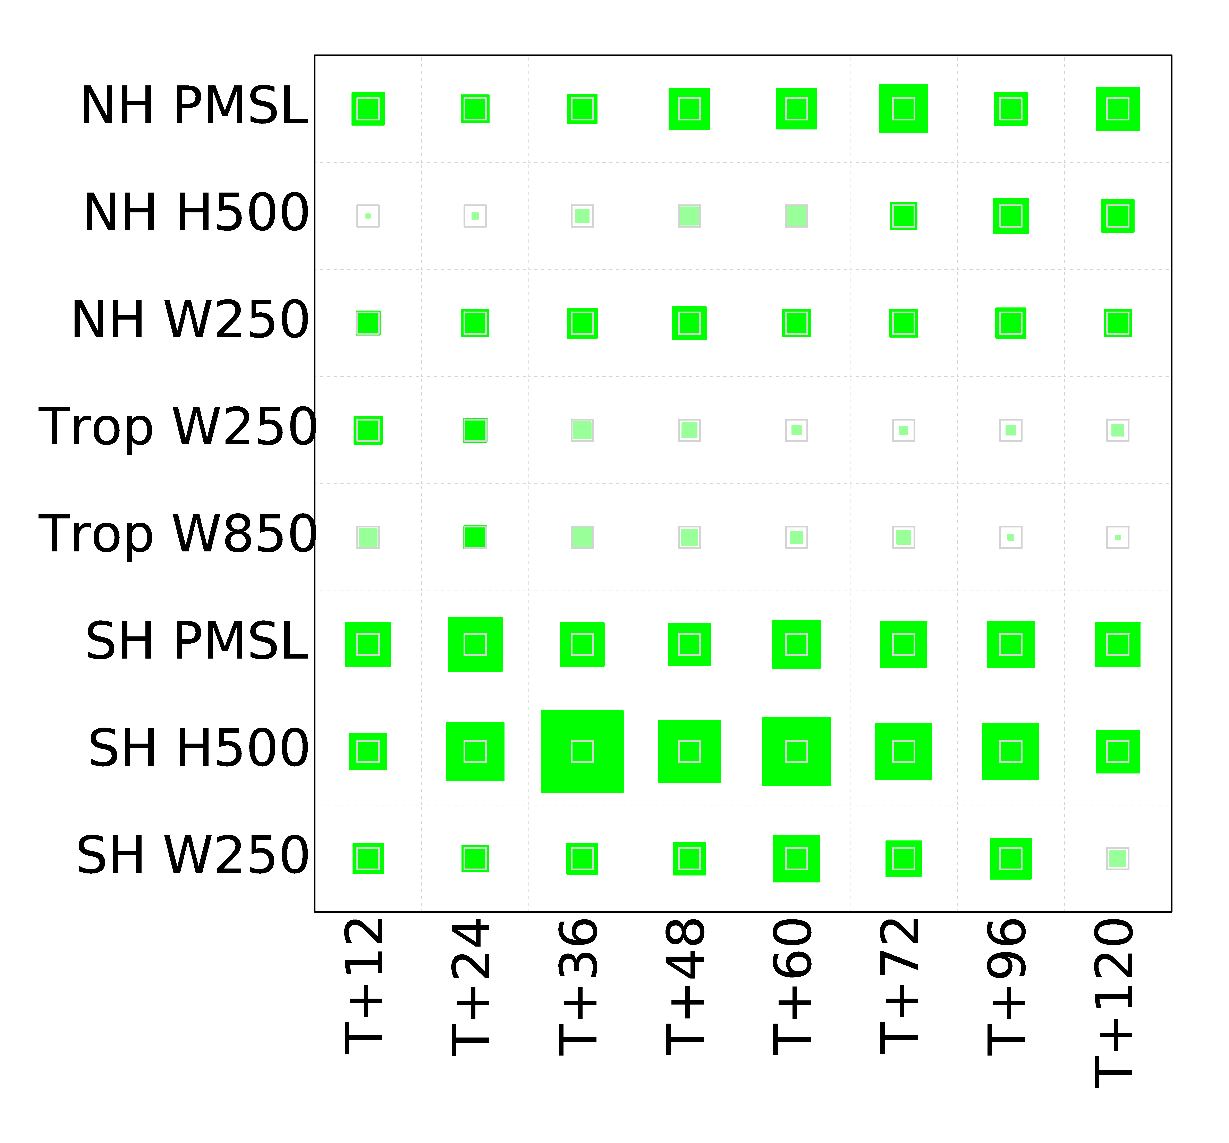 NH PMSL
NH H500
NH W250
Trop W250
Trop W850
SH PMSL
SH H500
SH W250
T+12
T+24
T+36
T+48
T+60
T+72
T+96
T+120